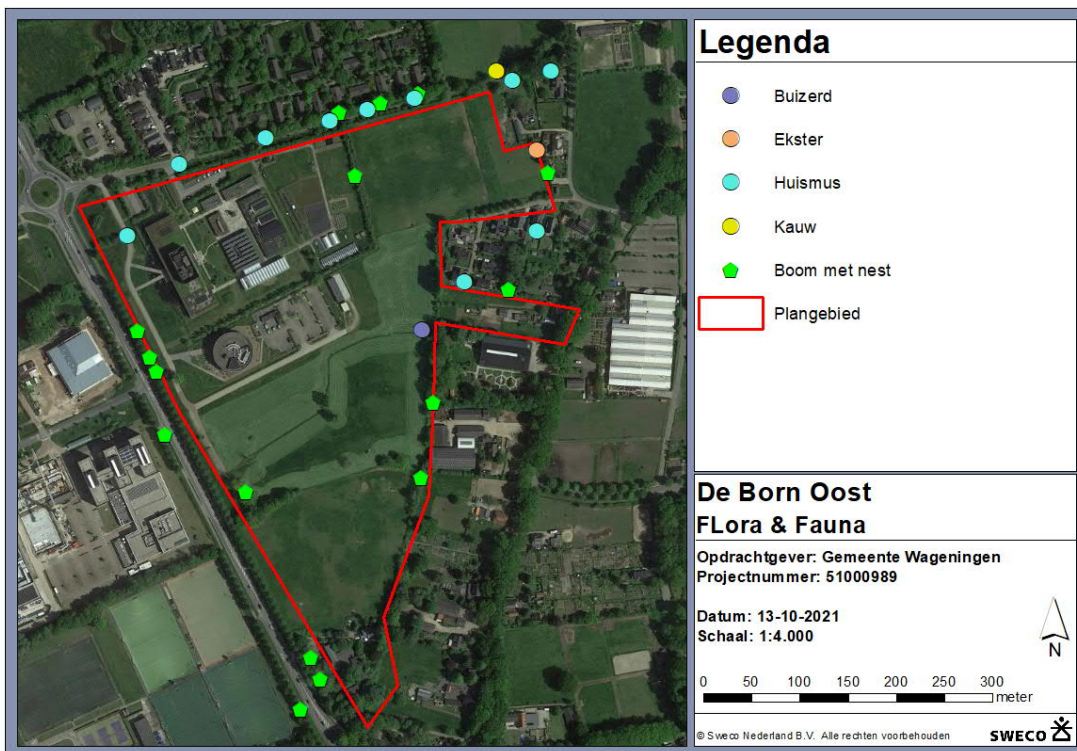 Legenda
Buizerd
Ekster
Huismus
Kauw
Boom met nest
Plangebied
De Born Oost
FLora & Fauna
Opdrachtgever: Gemeente Wageningen
Projectnummer: 51000989
Datum: 13-10-2021
Schaal: 1:4.000
N
0 50 100 150 200 250 300
meter
© Sweco Nederland B.V. Alle rechten voorbehouden
SWECO